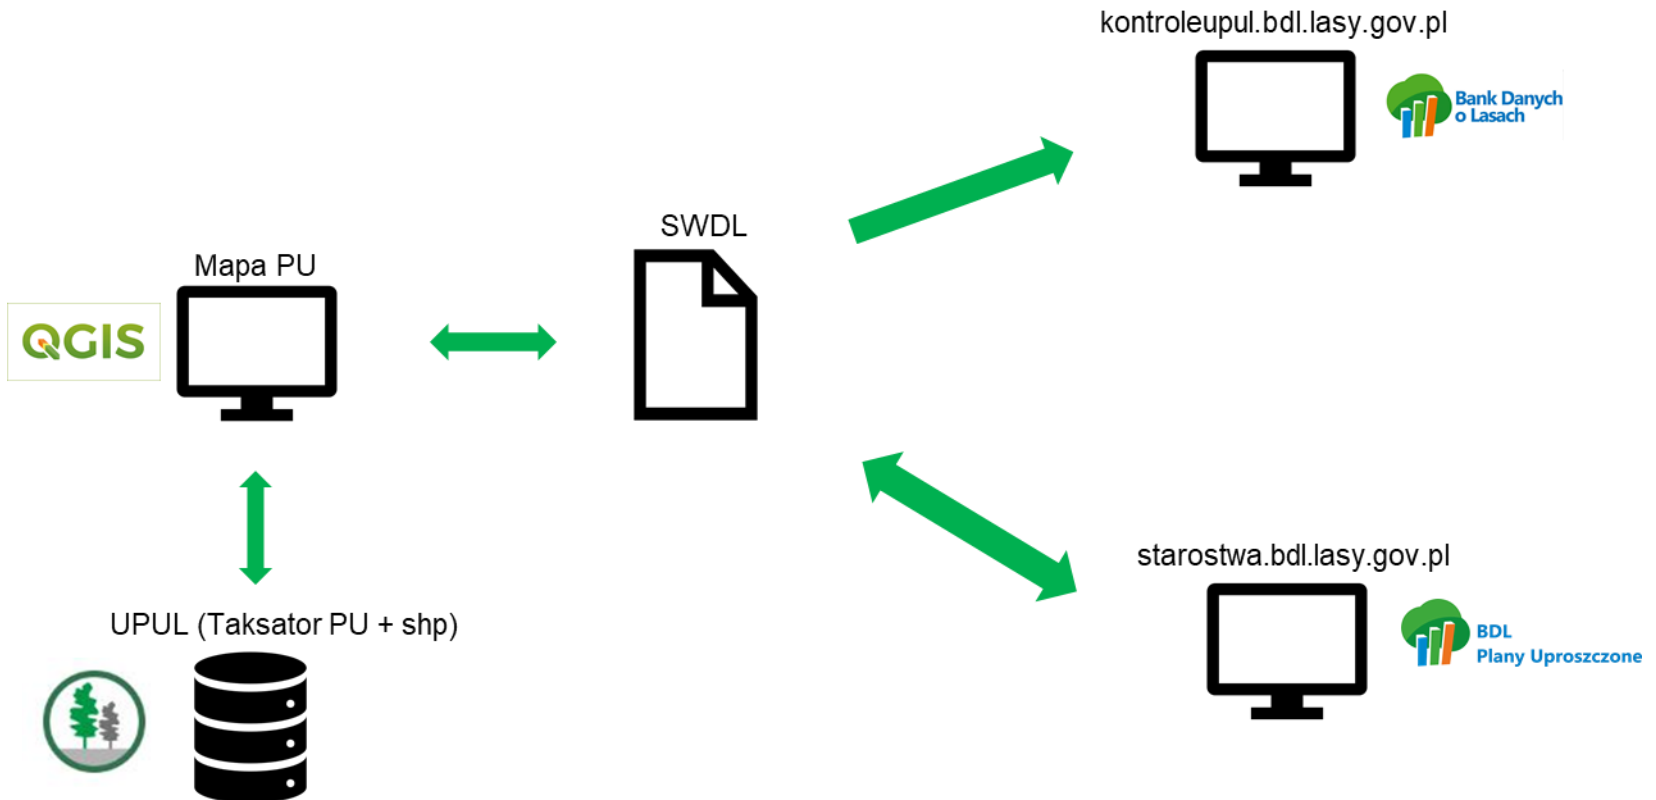 kontroleupul.bdl.lasy.gov.pl
Bank Danych
o Lasach
SWDL
Mapa PU
QGIS
starostwa.bdl.lasy.gov.pl
UPUL (Taksator PU + shp)
BDL
Plany Uproszczone